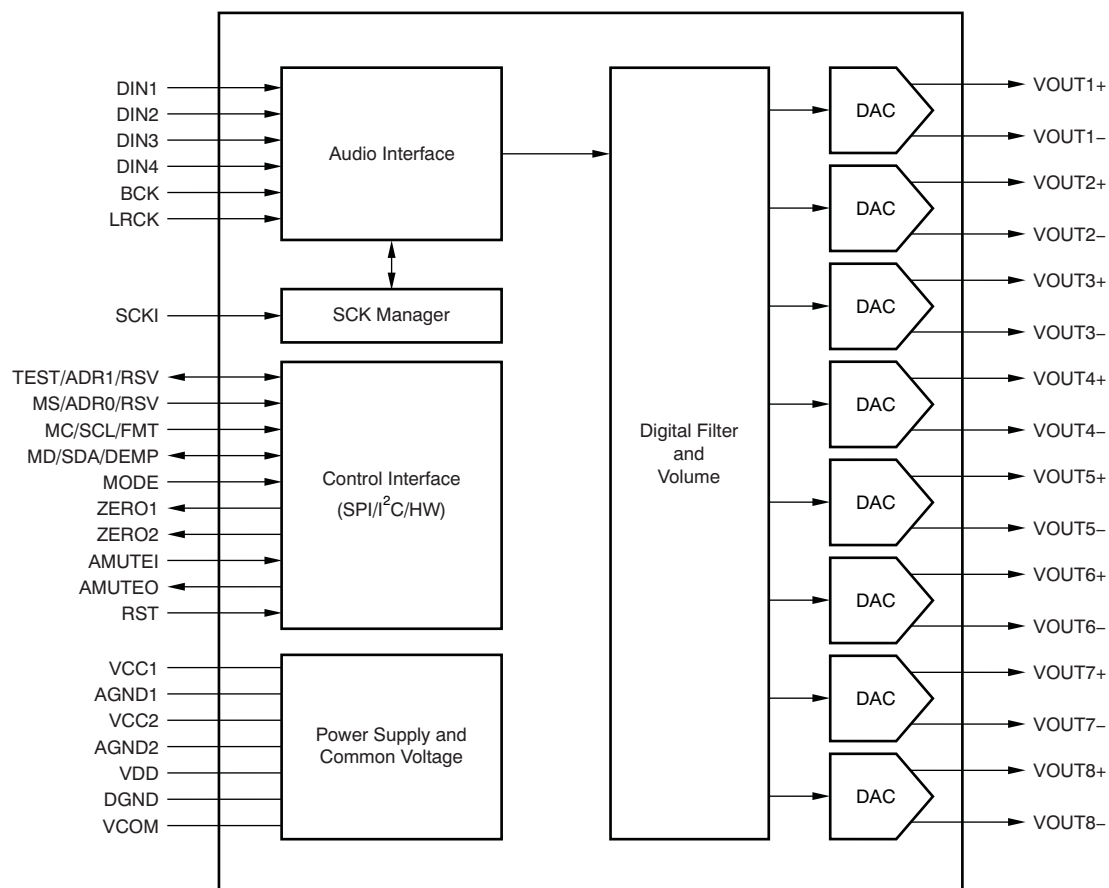 DIN1
DIN2
DIN3
DIN4
BCK
LRCK
Audio Interface
SCKI
SCK Manager
TEST/ADR1/RSV
MS/ADR0/RSV
MC/SCL/FMT
MD/SDA/DEMP
MODE
ZERO1
ZERO2
AMUTEI
AMUTEO
RST
Control Interface
(SPI/I²C/HW)
VCC1
AGND1
VCC2
AGND2
VDD
DGND
VCOM
Power Supply and
Common Voltage
Digital Filter
and
Volume
DAC
DAC
DAC
DAC
DAC
DAC
DAC
DAC
VOUT1+
VOUT1−
VOUT2+
VOUT2−
VOUT3+
VOUT3−
VOUT4+
VOUT4−
VOUT5+
VOUT5−
VOUT6+
VOUT6−
VOUT7+
VOUT7−
VOUT8+
VOUT8−